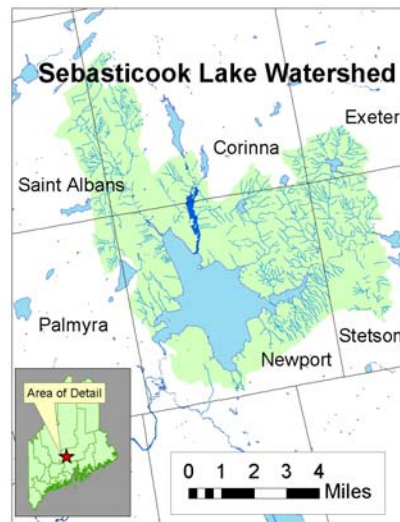 Sebasticook Lake Watershed
Exeter
Corinna
Saint Albans
Palmyra
Stetson
Newport
Area of Detail
0 1 2 3 4
Miles